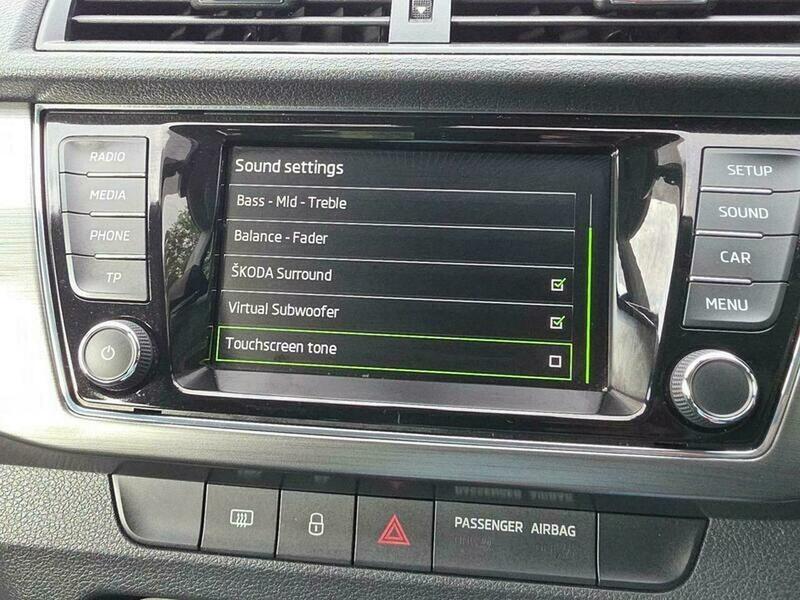 RADIO
MEDIA
PHONE
TP
Sound settings
Bass - Mid - Treble
Balance - Fader
ŠKODA Surround
Virtual Subwoofer
Touchscreen tone
SETUP
SOUND
CAR
MENU
PASSENGER AIRBAG